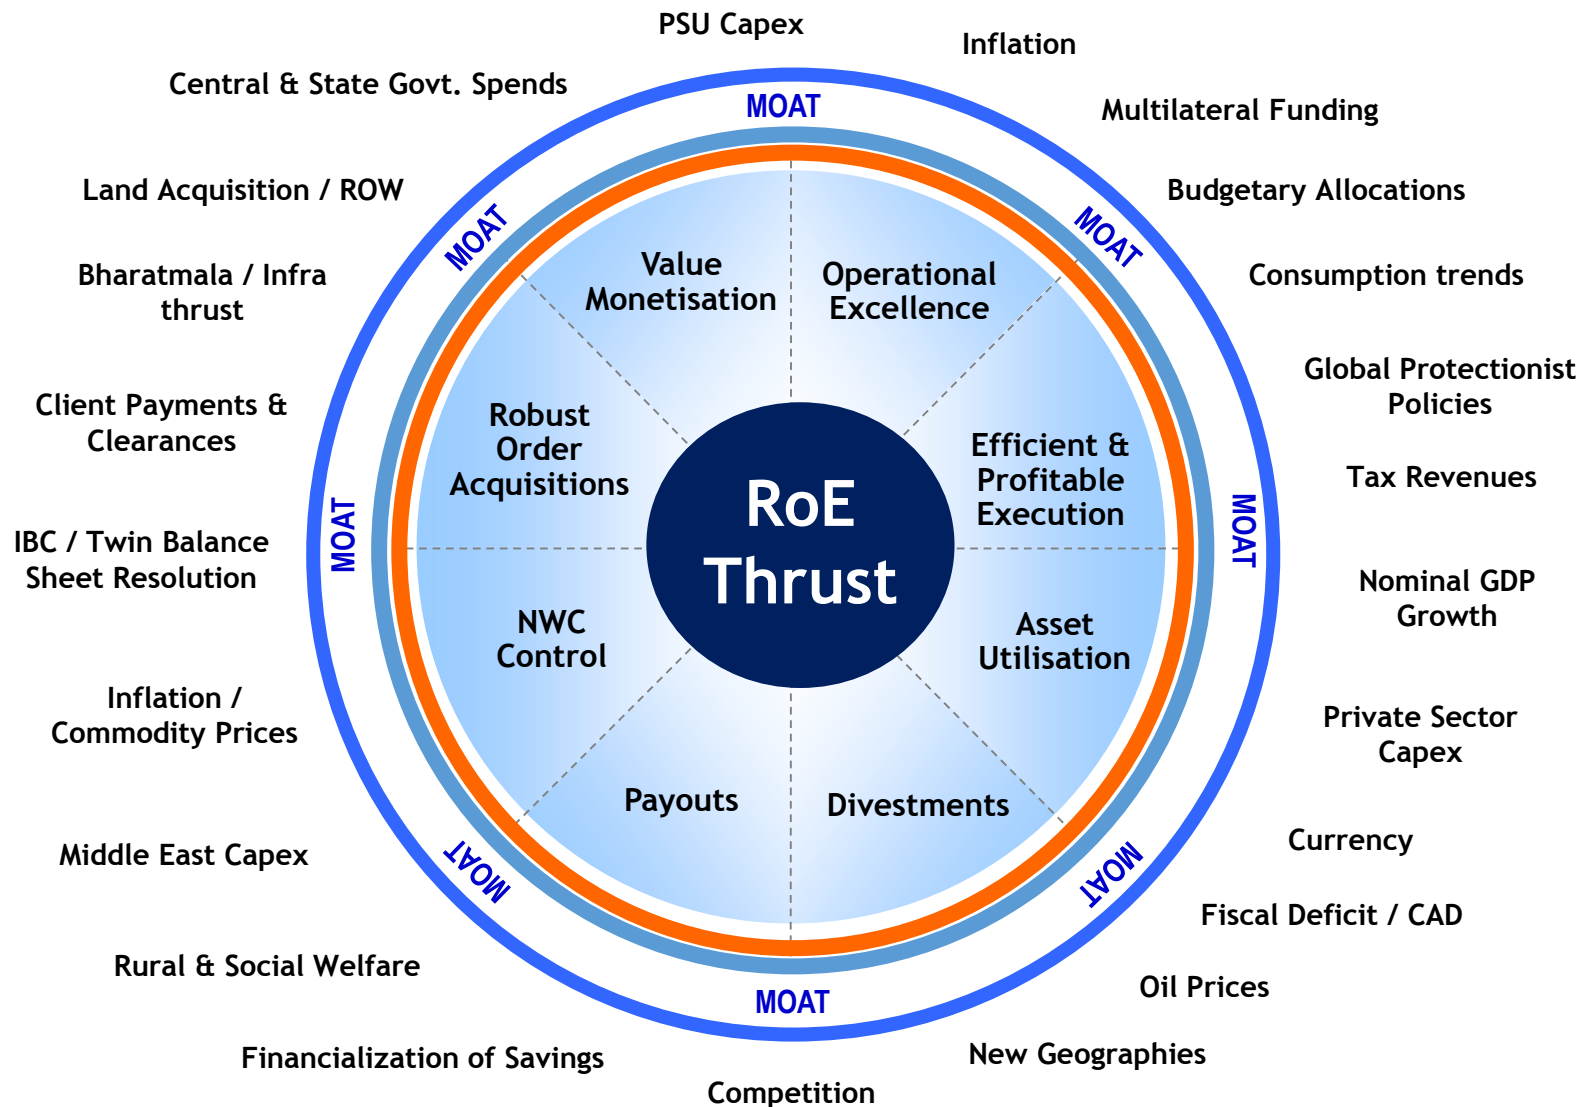 PSU Capex
Inflation
Central & State Govt. Spends
MOAT
Multilateral Funding
Land Acquisition / ROW
Budgetary Allocations
MOAT
MOAT
Bharatmala / Infra
thrust
Value
Monetisation
Operational
Excellence
Consumption trends
Global Protectionist
Policies
Client Payments &
Clearances
Robust
Order
Acquisitions
Efficient &
Profitable
Execution
Tax Revenues
RoE
Thrust
MOAT
MOAT
IBC / Twin Balance
Sheet Resolution
Nominal GDP
Growth
NWC
Control
Asset
Utilisation
Inflation /
Commodity Prices
Private Sector
Capex
Payouts
Divestments
Currency
Middle East Capex
MOAT
MOAT
Fiscal Deficit / CAD
Rural & Social Welfare
Oil Prices
MOAT
Financialization of Savings
New Geographies
Competition